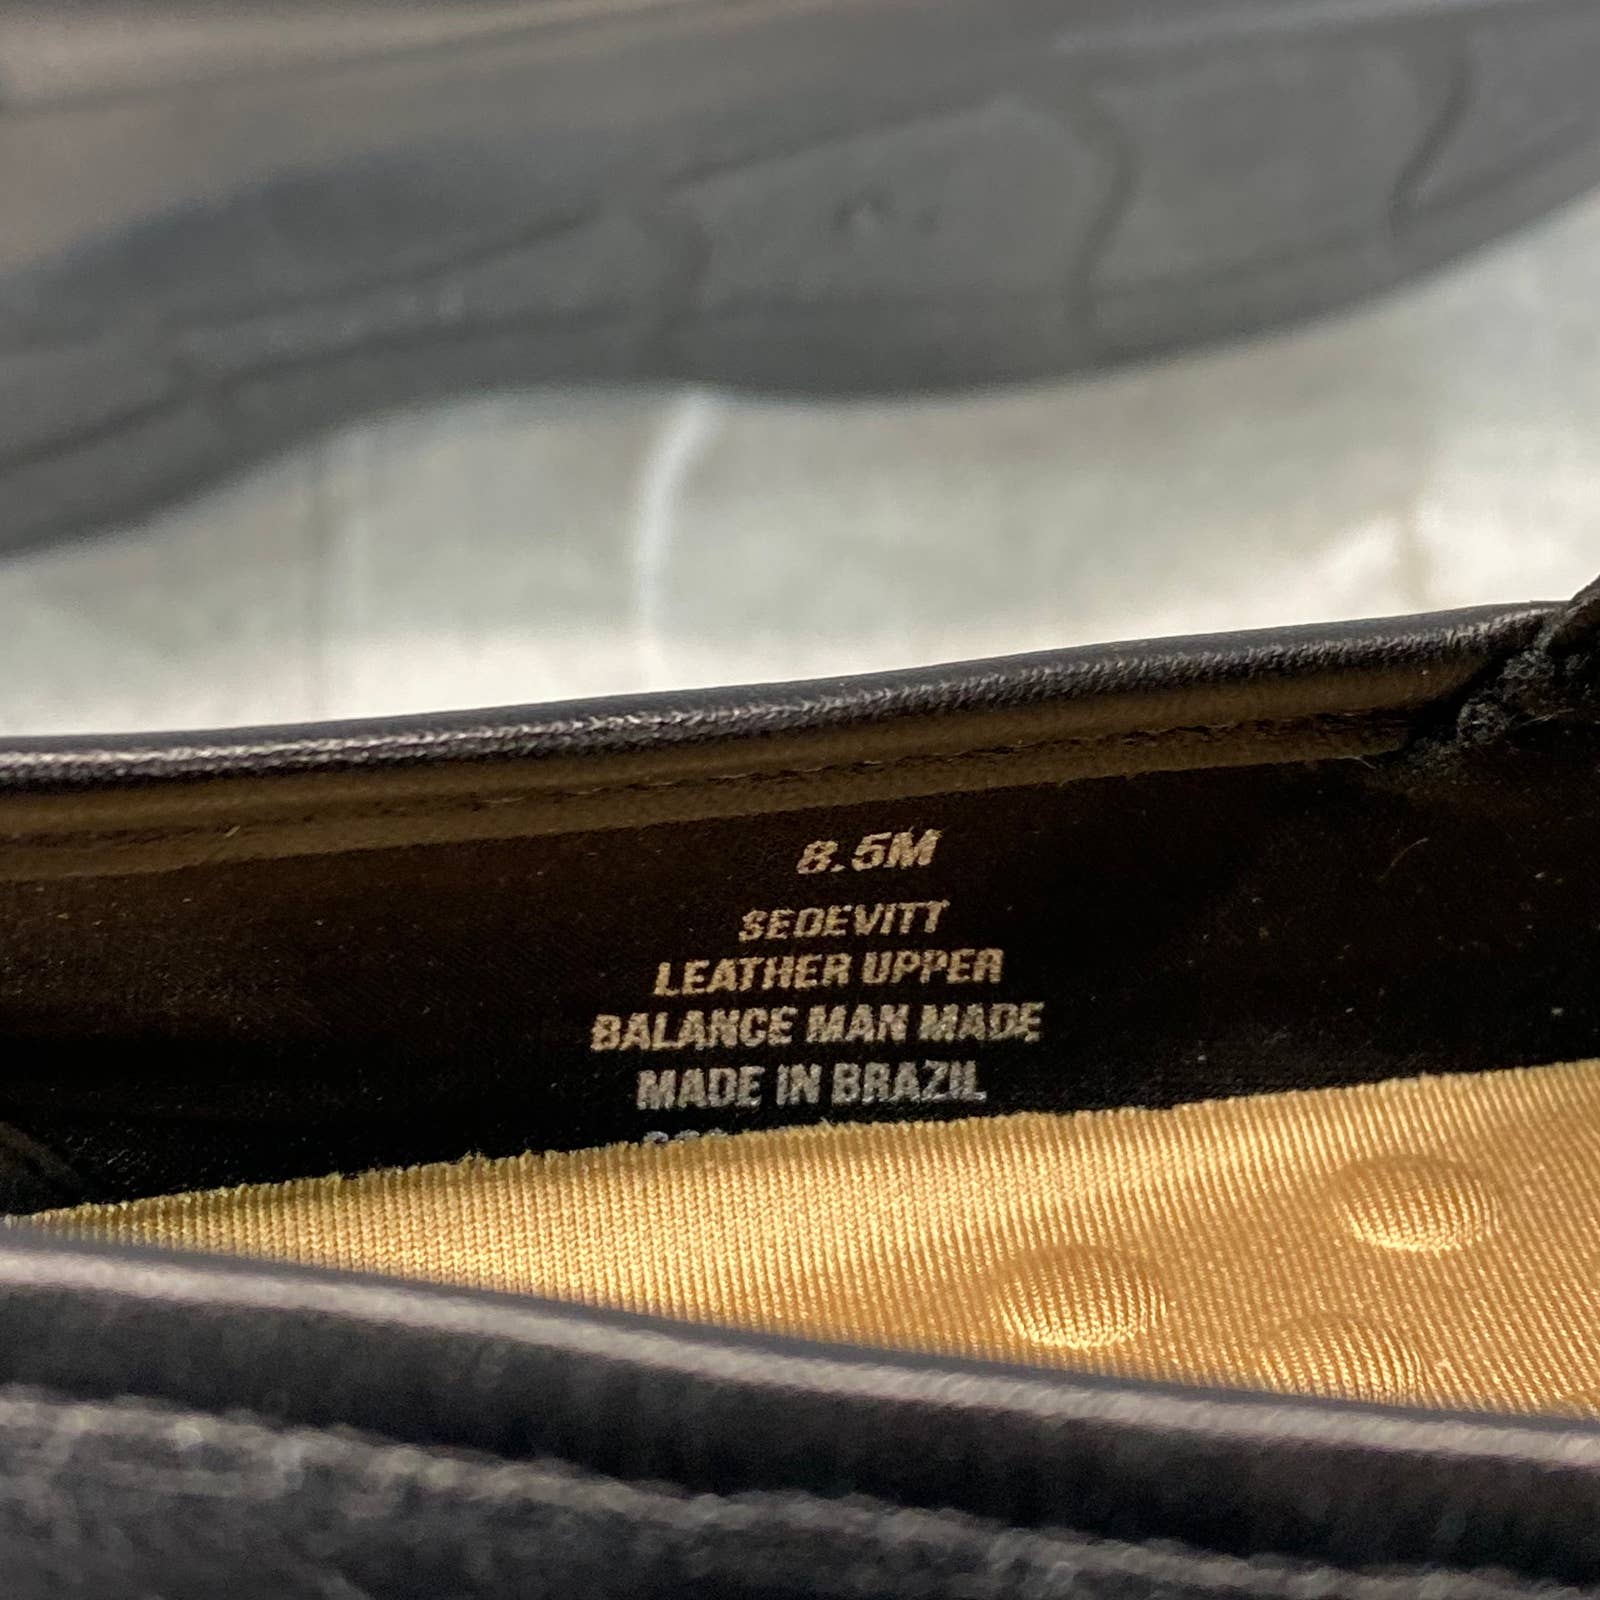 8.5M
SEDEVITT
LEATHER UPPER
BALANCE MAN MADE
MADE IN BRAZIL